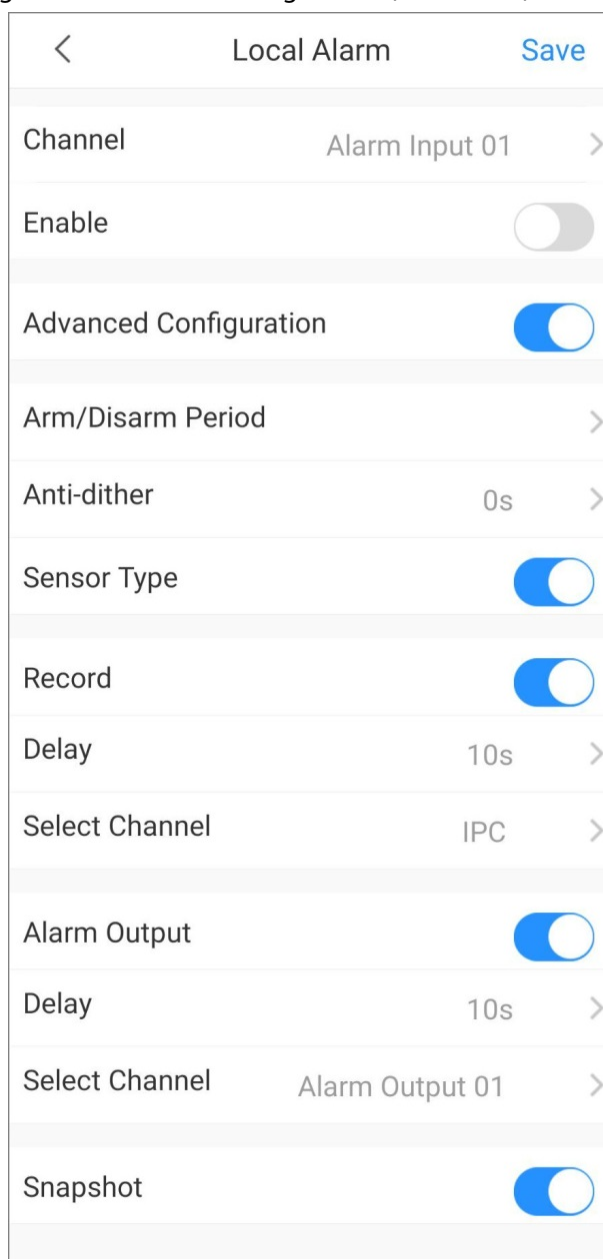 Local Alarm Save
Channel Alarm Input 01
Enable
Advanced Configuration
Arm/Disarm Period
Anti-dither 0s
Sensor Type
Record
Delay 10s
Select Channel IPC
Alarm Output
Delay 10s
Select Channel Alarm Output 01
Snapshot